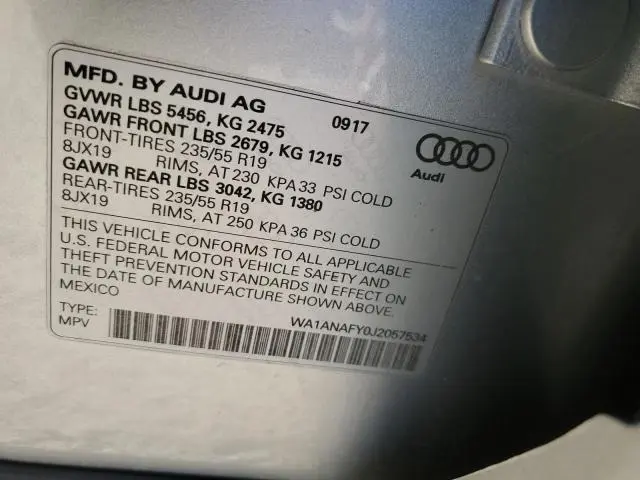 MFD. BY AUDI AG 0917
GVWR LBS 5456, KG 2475
GAWR FRONT LBS 2679, KG 1215
FRONT-TIRES 235/55 R19
8JX19 RIMS, AT 230 KPA 33 PSI COLD
GAWR REAR LBS 3042, KG 1380
REAR-TIRES 235/55 R19
8JX19 RIMS, AT 250 KPA 36 PSI COLD
Audi
THIS VEHICLE CONFORMS TO ALL APPLICABLE
U.S. FEDERAL MOTOR VEHICLE SAFETY AND
THEFT PREVENTION STANDARDS IN EFFECT ON
THE DATE OF MANUFACTURE SHOWN ABOVE.
MEXICO
TYPE:
MPV
WA1ANAFY0J2057534